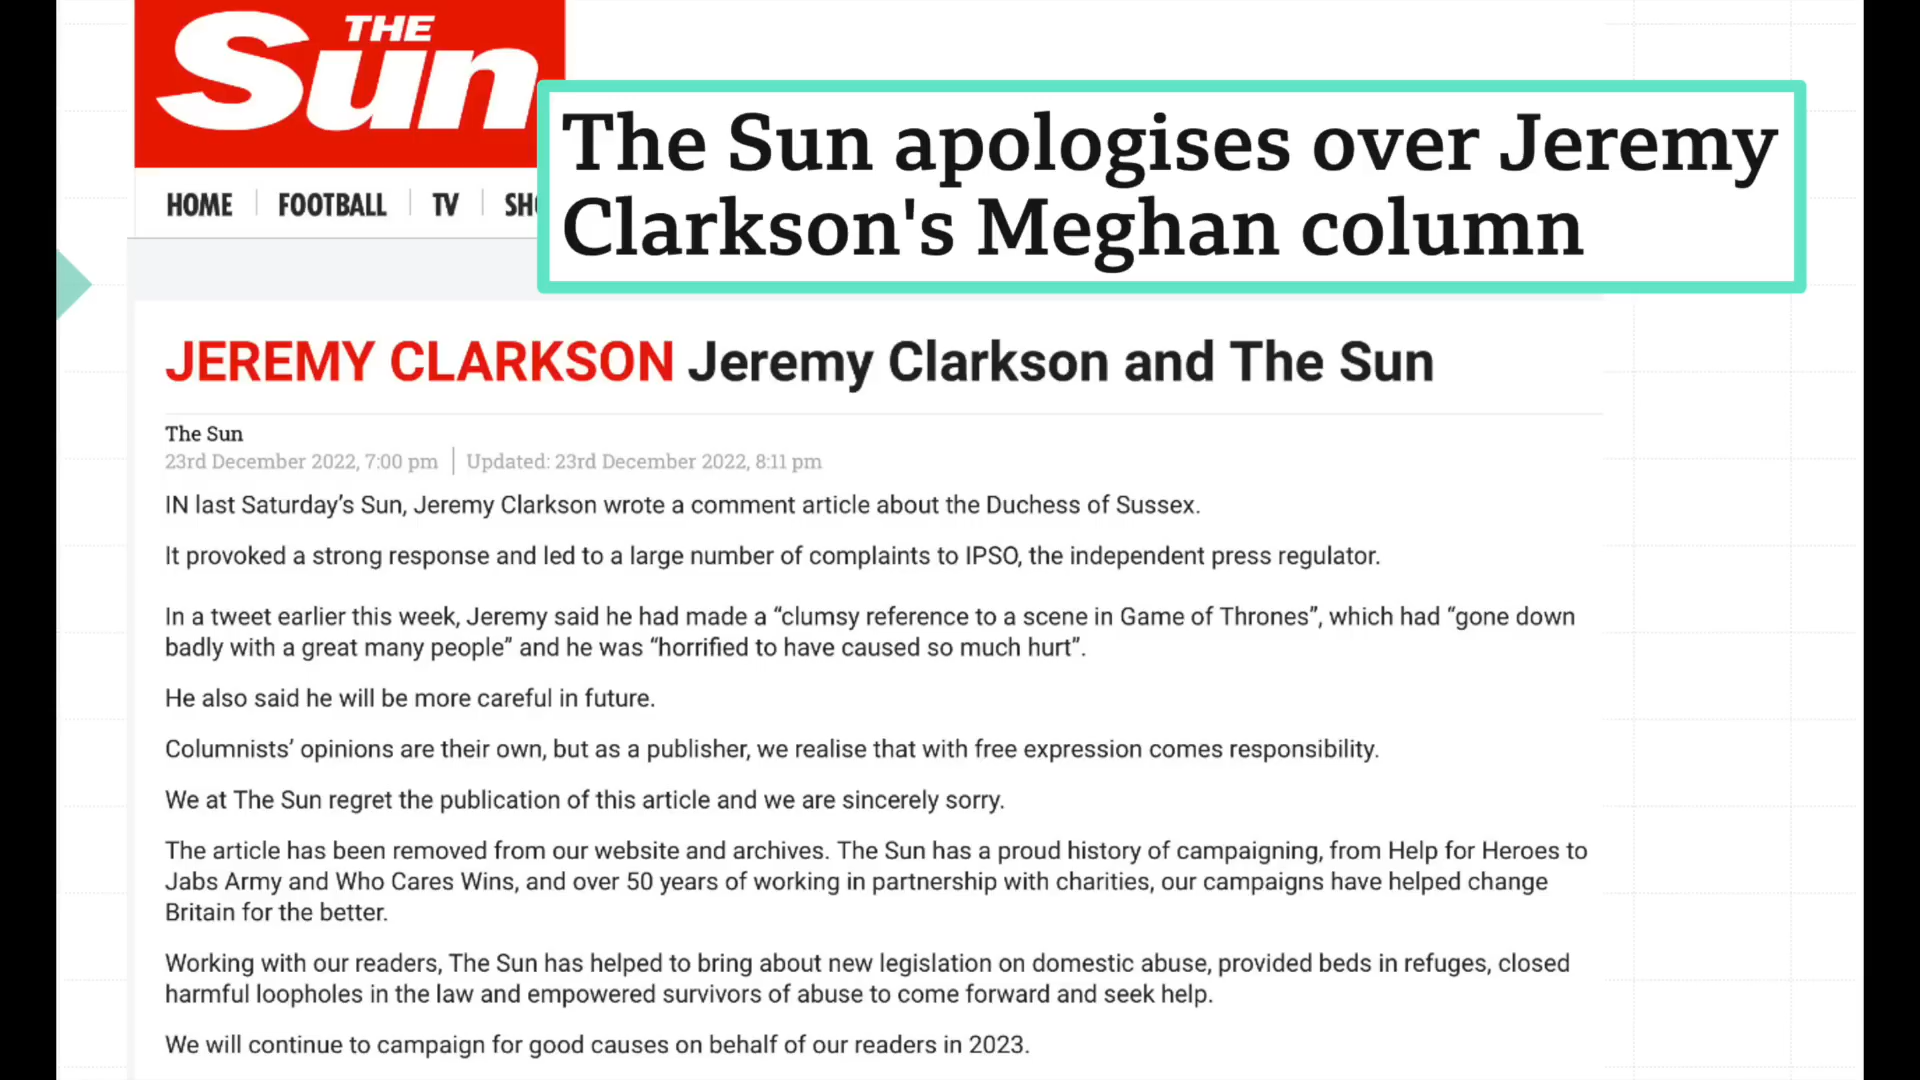 THE
Sun
The Sun apologises over Jeremy
Clarkson's Meghan column
HOME
FOOTBALL
TV
JEREMY CLARKSON Jeremy Clarkson and The Sun
The Sun
23rd December 2022, 7:00 pm
Updated: 23rd December 2022, 8:11 pm
IN last Saturday’s Sun, Jeremy Clarkson wrote a comment article about the Duchess of Sussex.
It provoked a strong response and led to a large number of complaints to IPSO, the independent press regulator.
In a tweet earlier this week, Jeremy said he had made a “clumsy reference to a scene in Game of Thrones”, which had “gone down
badly with a great many people” and he was “horrified to have caused so much hurt”.
He also said he will be more careful in future.
Columnists’ opinions are their own, but as a publisher, we realise that with free expression comes responsibility.
We at The Sun regret the publication of this article and we are sincerely sorry.
The article has been removed from our website and archives. The Sun has a proud history of campaigning, from Help for Heroes to
Jabs Army and Who Cares Wins, and over 50 years of working in partnership with charities, our campaigns have helped change
Britain for the better.
Working with our readers, The Sun has helped to bring about new legislation on domestic abuse, provided beds in refuges, closed
harmful loopholes in the law and empowered survivors of abuse to come forward and seek help.
We will continue to campaign for good causes on behalf of our readers in 2023.